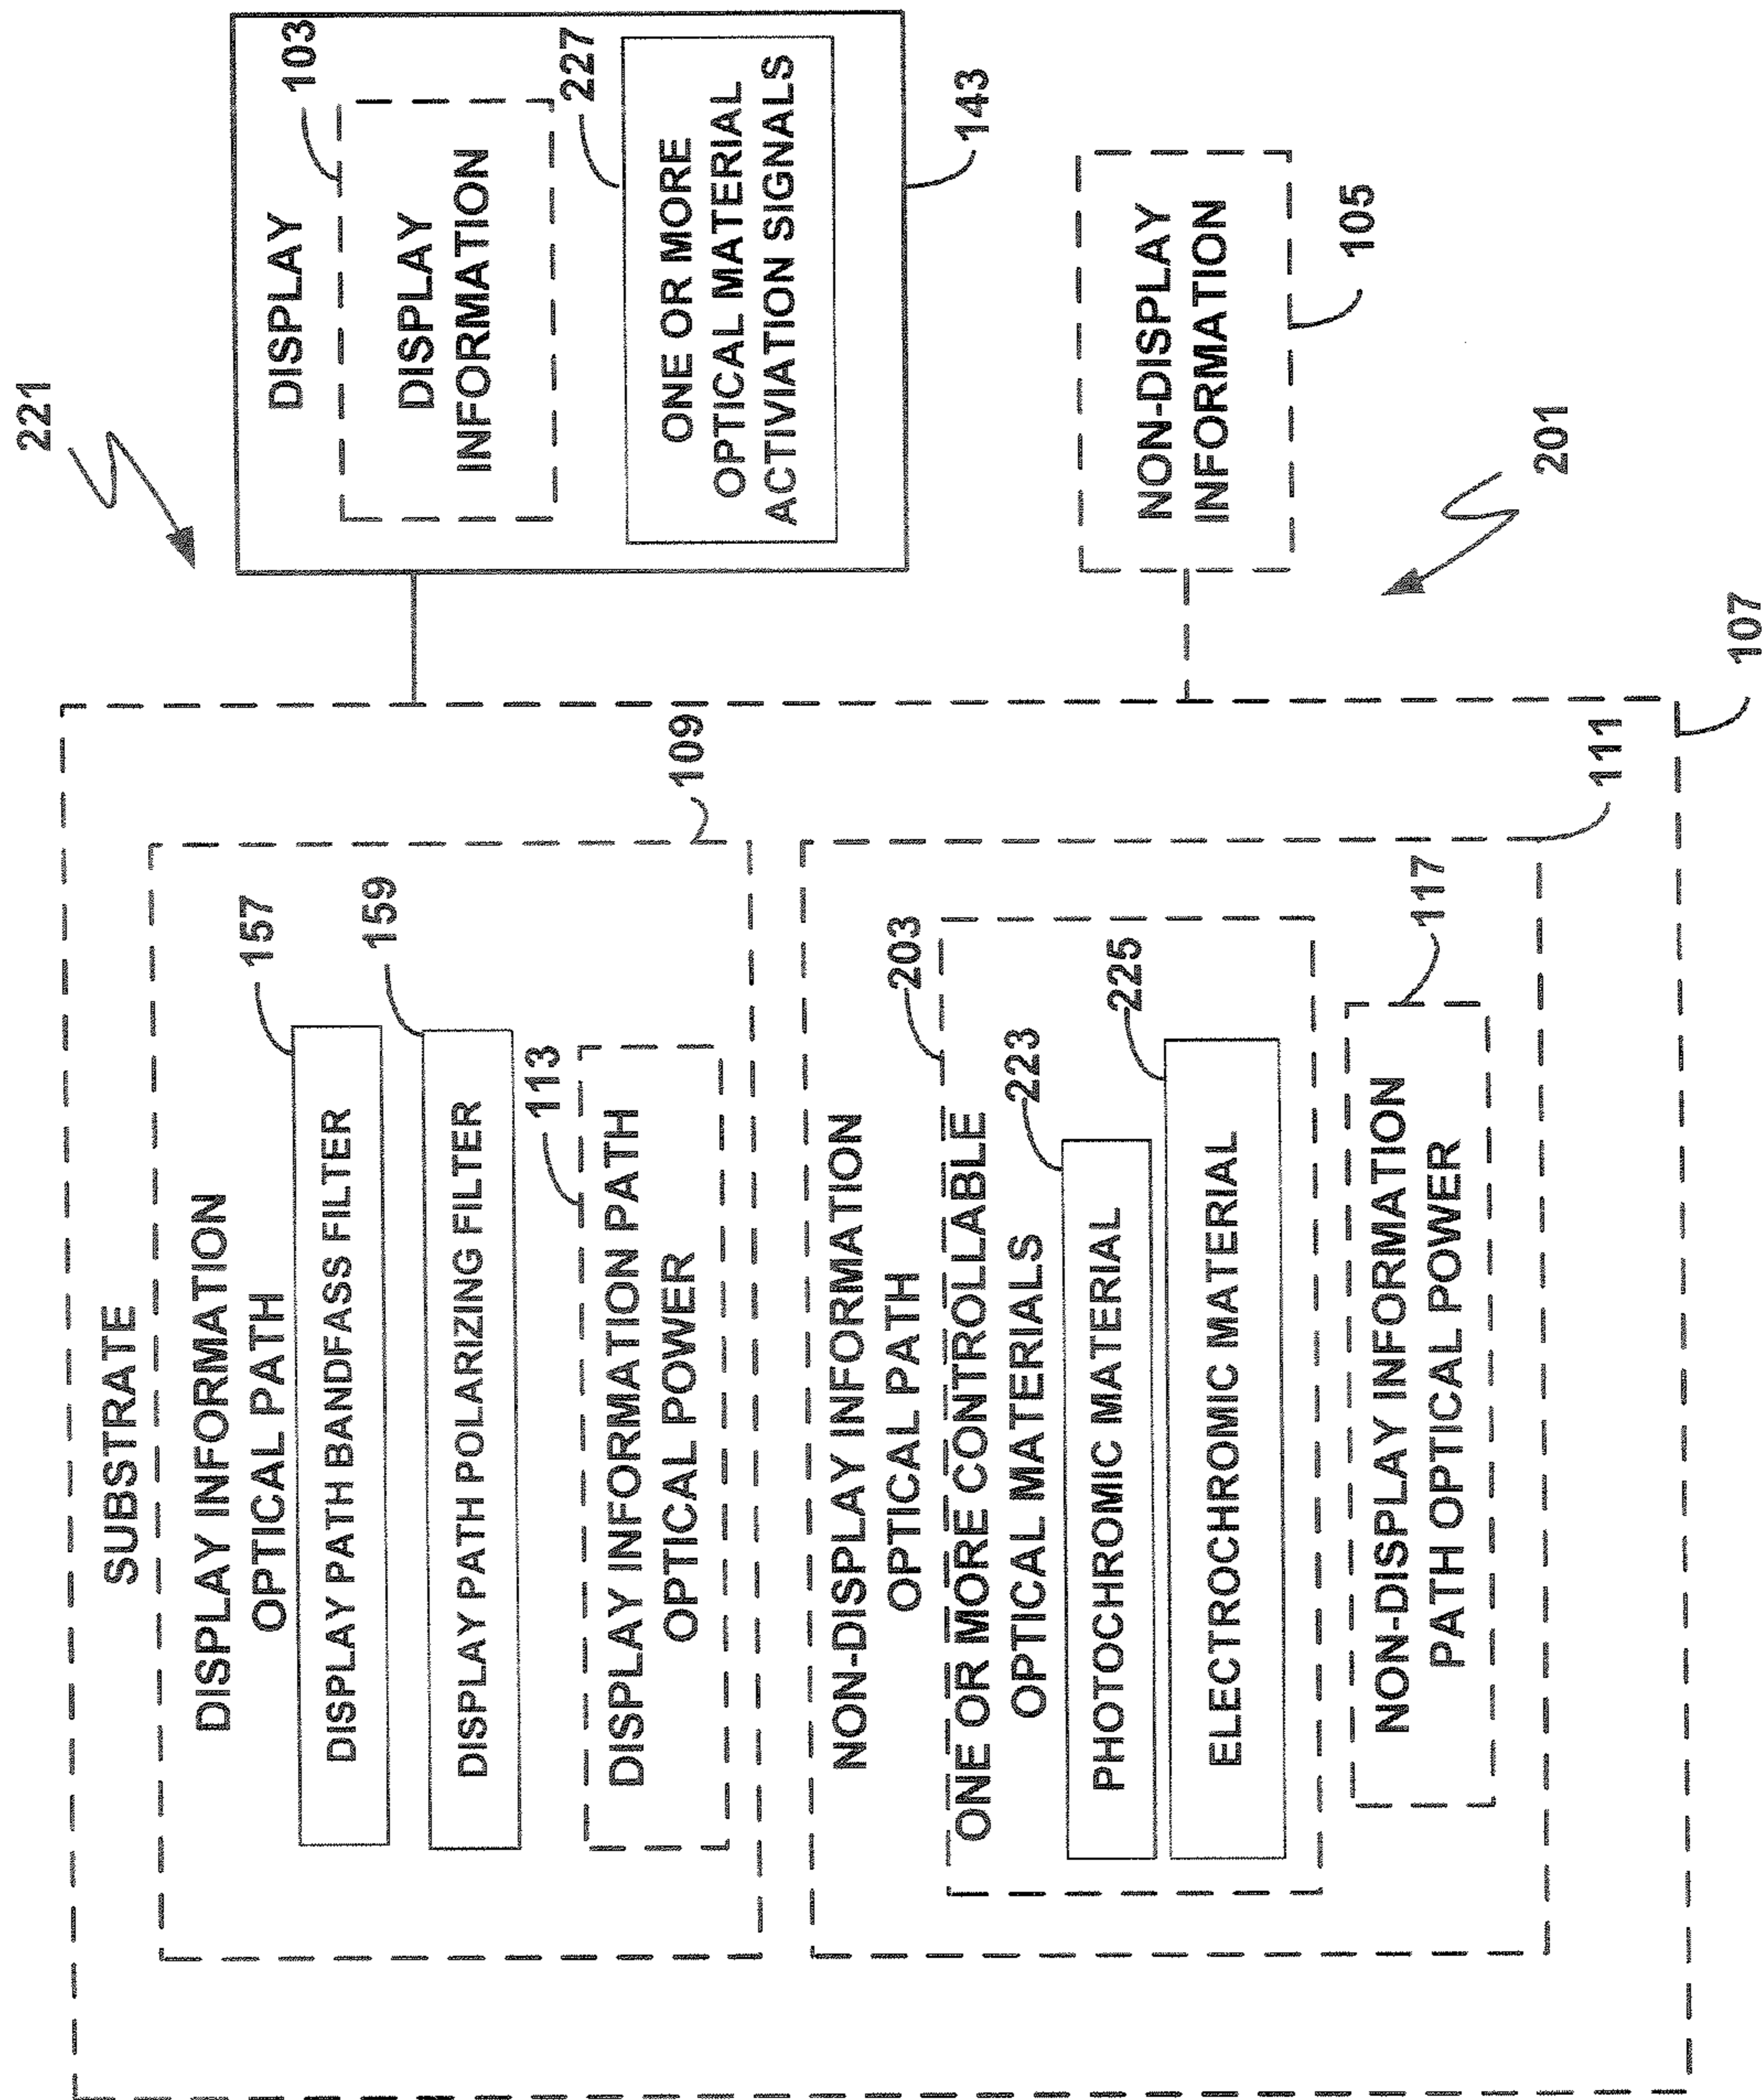 221
SUBSTRATE
DISPLAY INFORMATION
OPTICAL PATH
157
DISPLAY PATH BANDFASS FILTER
159
DISPLAY PATH POLARIZING FILTER
113
DISPLAY INFORMATION PATH
OPTICAL POWER
109
NON-DISPLAY INFORMATION
OPTICAL PATH
203
ONE OR MORE CONTROLLABLE
OPTICAL MATERIALS
223
PHOTOCHROMIC MATERIAL
225
ELECTROCHROMIC MATERIAL
117
NON-DISPLAY INFORMATION
PATH OPTICAL POWER
111
107
DISPLAY
103
DISPLAY
INFORMATION
227
ONE OR MORE
OPTICAL MATERIAL
ACTIVIATION SIGNALS
143
NON-DISPLAY
INFORMATION
105
201